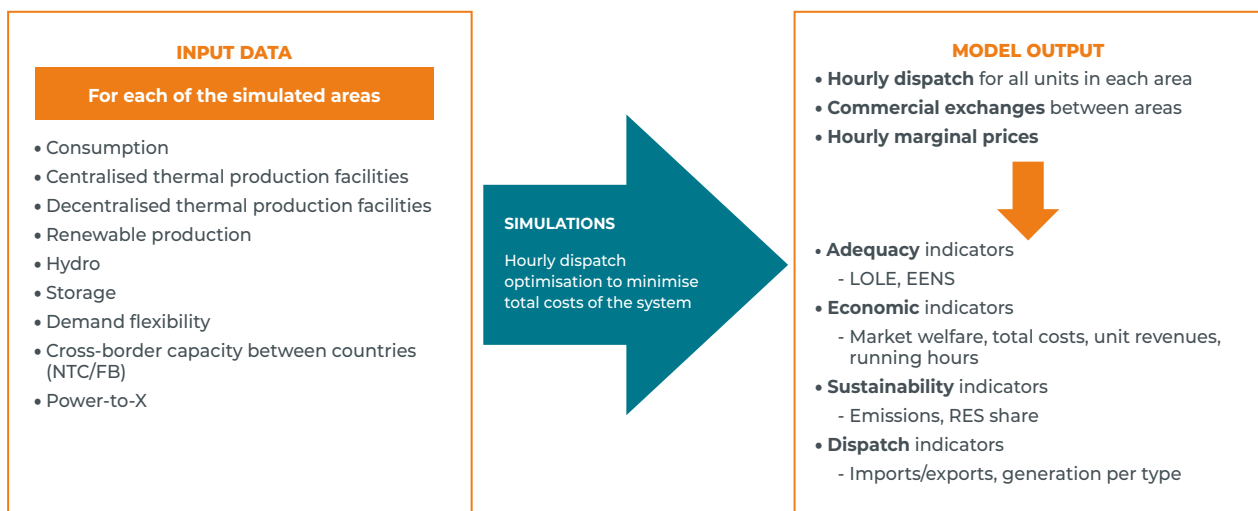 INPUT DATA
For each of the simulated areas
• Consumption
• Centralised thermal production facilities
• Decentralised thermal production facilities
• Renewable production
• Hydro
• Storage
• Demand flexibility
• Cross-border capacity between countries
(NTC/FB)
• Power-to-X
SIMULATIONS
Hourly dispatch
optimisation to minimise
total costs of the system
MODEL OUTPUT
• Hourly dispatch for all units in each area
• Commercial exchanges between areas
• Hourly marginal prices
• Adequacy indicators
- LOLE, EENS
• Economic indicators
- Market welfare, total costs, unit revenues,
running hours
• Sustainability indicators
- Emissions, RES share
• Dispatch indicators
- Imports/exports, generation per type